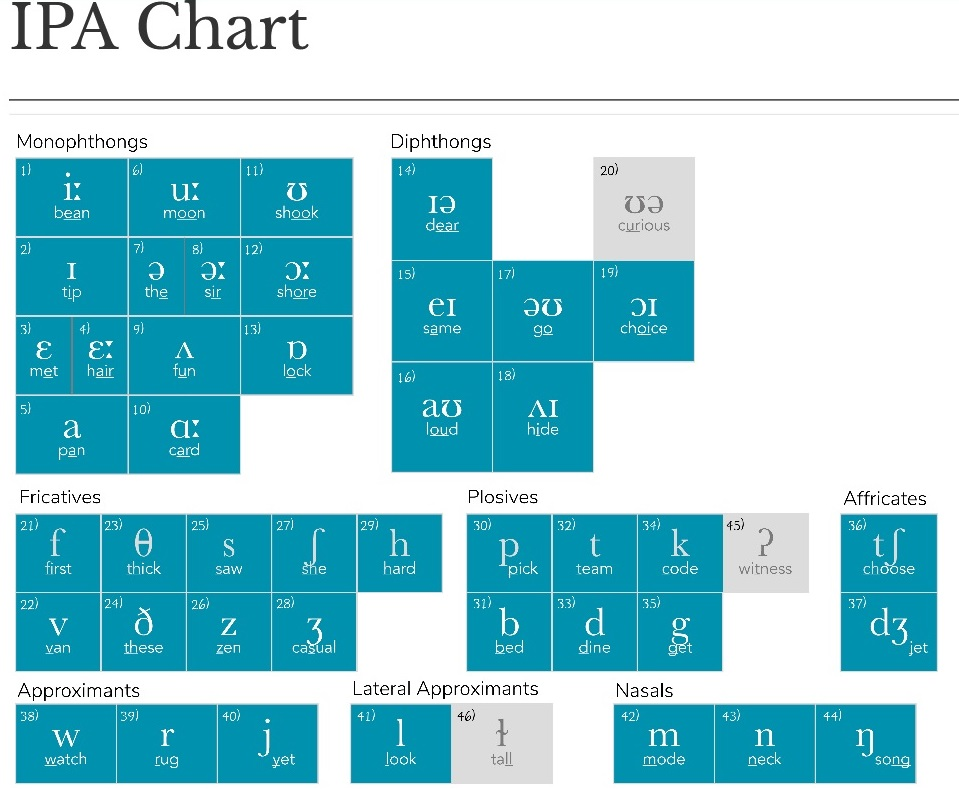 IPA Chart
Monophthongs
1) iː bean
6) uː moon
11) ʊ shook
2) ɪ tip
7) ə the
8) əː sir
12) ɔː shore
3) ɛ met
4) ɛː hair
9) ʌ fun
13) ɒ lock
5) a pan
10) ɑː card
Diphthongs
14) ɪə dear
20) ʊə curious
15) eɪ same
17) əʊ go
19) ɔɪ choice
16) aʊ loud
18) ʌɪ hide
Fricatives
21) f first
23) θ thick
25) s saw
27) ʃ she
29) h hard
22) v van
24) ð these
26) z zen
28) ʒ casual
Plosives
30) p pick
32) t team
34) k code
45) ʔ witness
31) b bed
33) d dine
35) g get
Affricates
36) tʃ choose
37) dʒ jet
Approximants
38) w watch
39) r rug
40) j yet
Lateral Approximants
41) l look
46) ɫ tall
Nasals
42) m mode
43) n neck
44) ŋ song